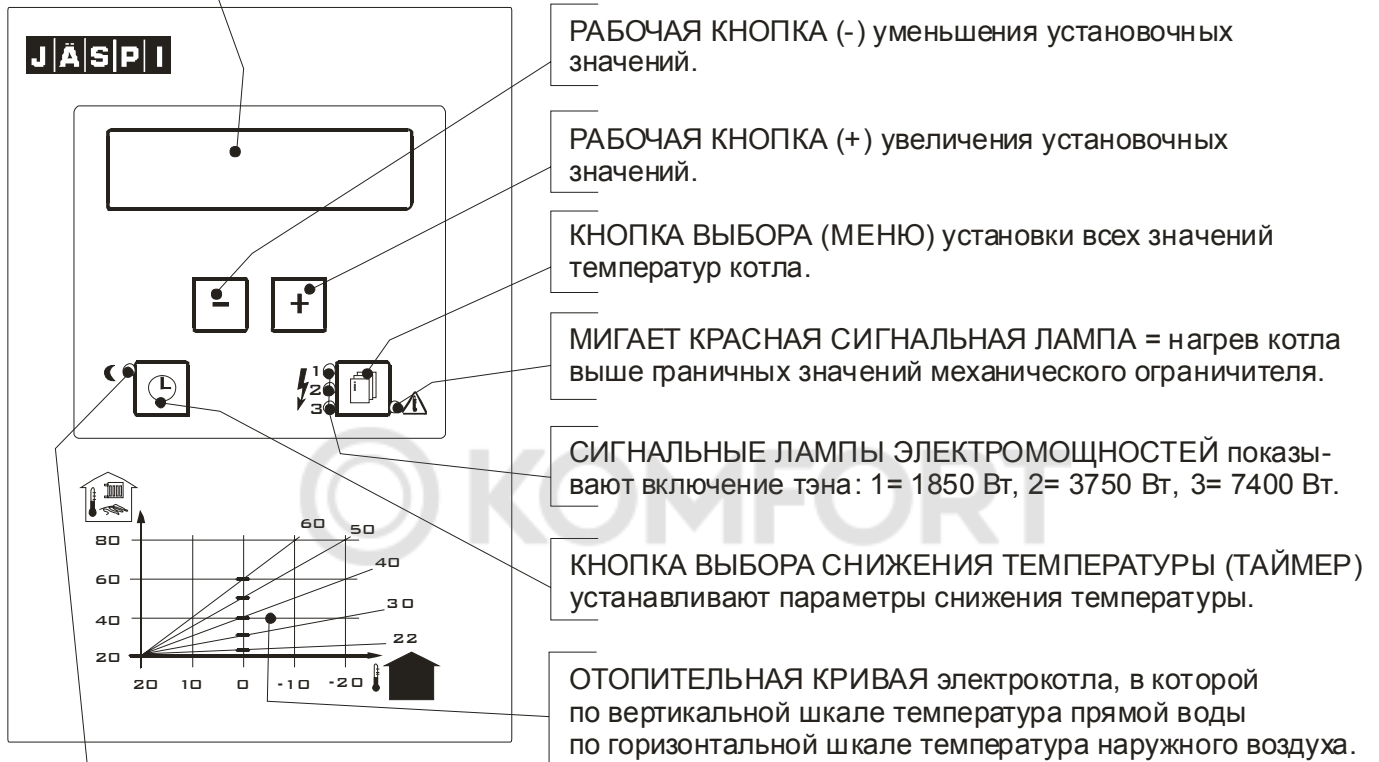 JÄSPI
РАБОЧАЯ КНОПКА (-) уменьшения установочных
значений.
РАБОЧАЯ КНОПКА (+) увеличения установочных
значений.
КНОПКА ВЫБОРА (МЕНЮ) установки всех значений
температур котла.
МИГАЕТ КРАСНАЯ СИГНАЛЬНАЯ ЛАМПА = нагрев котла
выше граничных значений механического ограничителя.
СИГНАЛЬНЫЕ ЛАМПЫ ЭЛЕКТРОМОЩНОСТЕЙ показы-
вают включение тэна: 1= 1850 Вт, 2= 3750 Вт, 3= 7400 Вт.
КНОПКА ВЫБОРА СНИЖЕНИЯ ТЕМПЕРАТУРЫ (ТАЙМЕР)
устанавливают параметры снижения температуры.
ОТОПИТЕЛЬНАЯ КРИВАЯ электрокотла, в которой
по вертикальной шкале температура прямой воды
по горизонтальной шкале температура наружного воздуха.
- +
1
2
3
i
KOMFORT
60 50
80
40
60
30
40
22
20
20 10 0 -10 -20